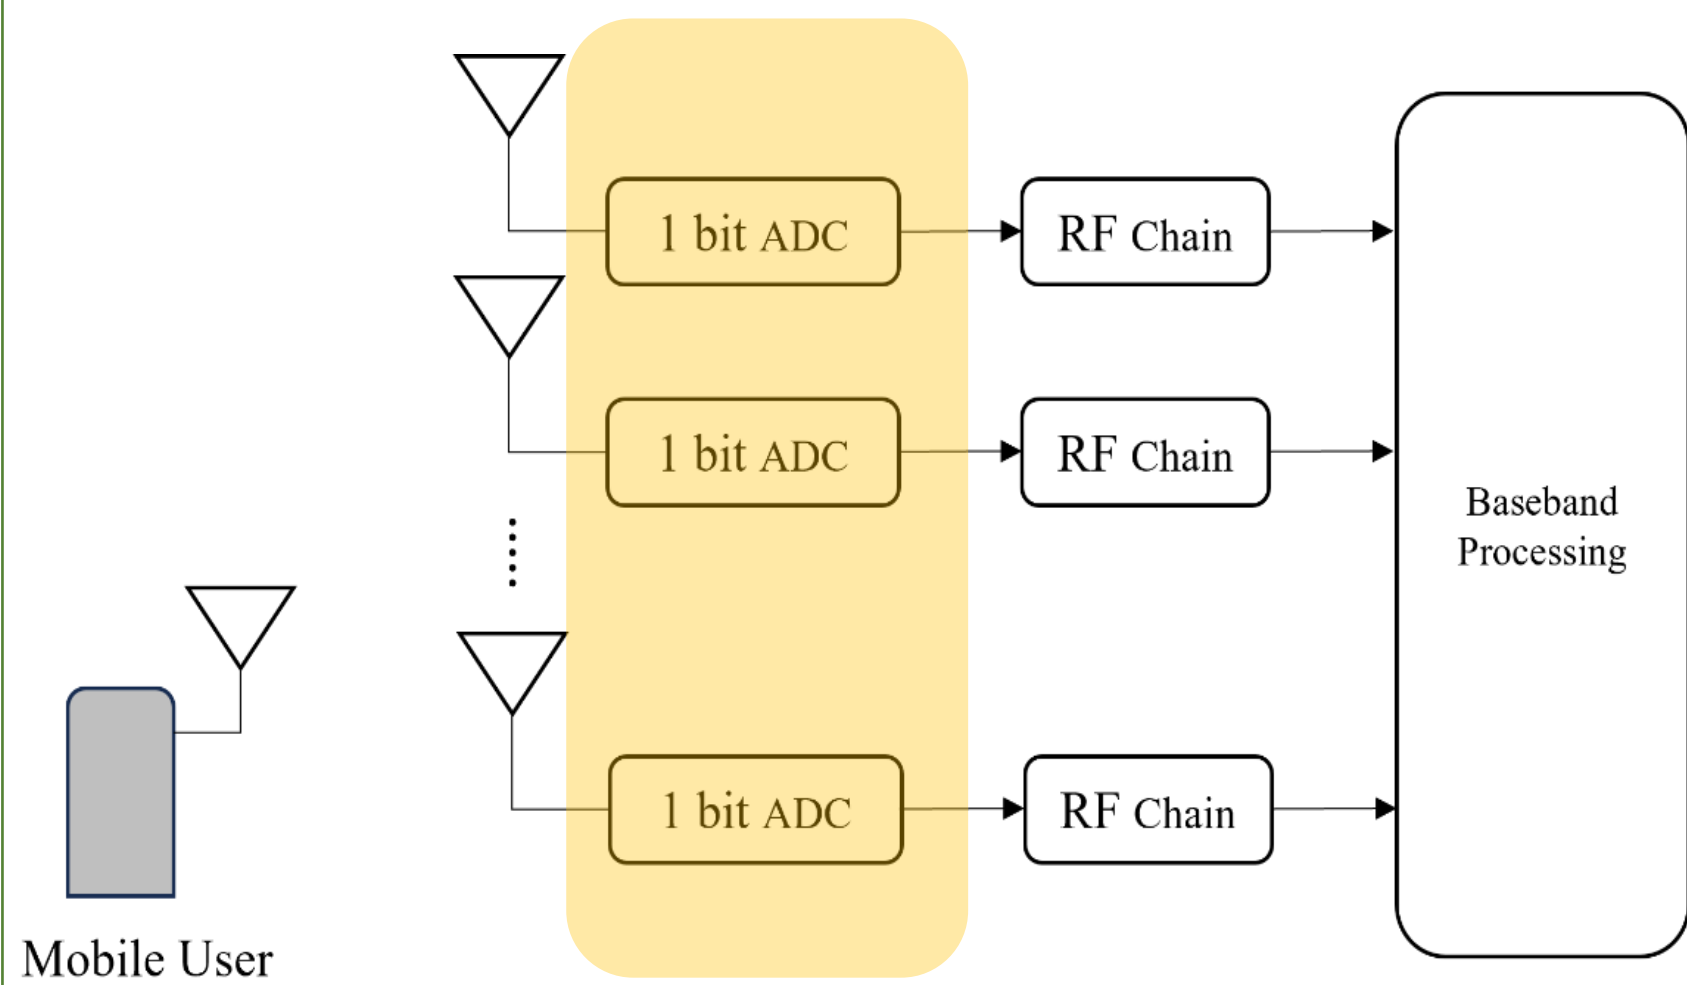 1 bit ADC
RF Chain
1 bit ADC
RF Chain
Baseband
Processing
1 bit ADC
RF Chain
Mobile User